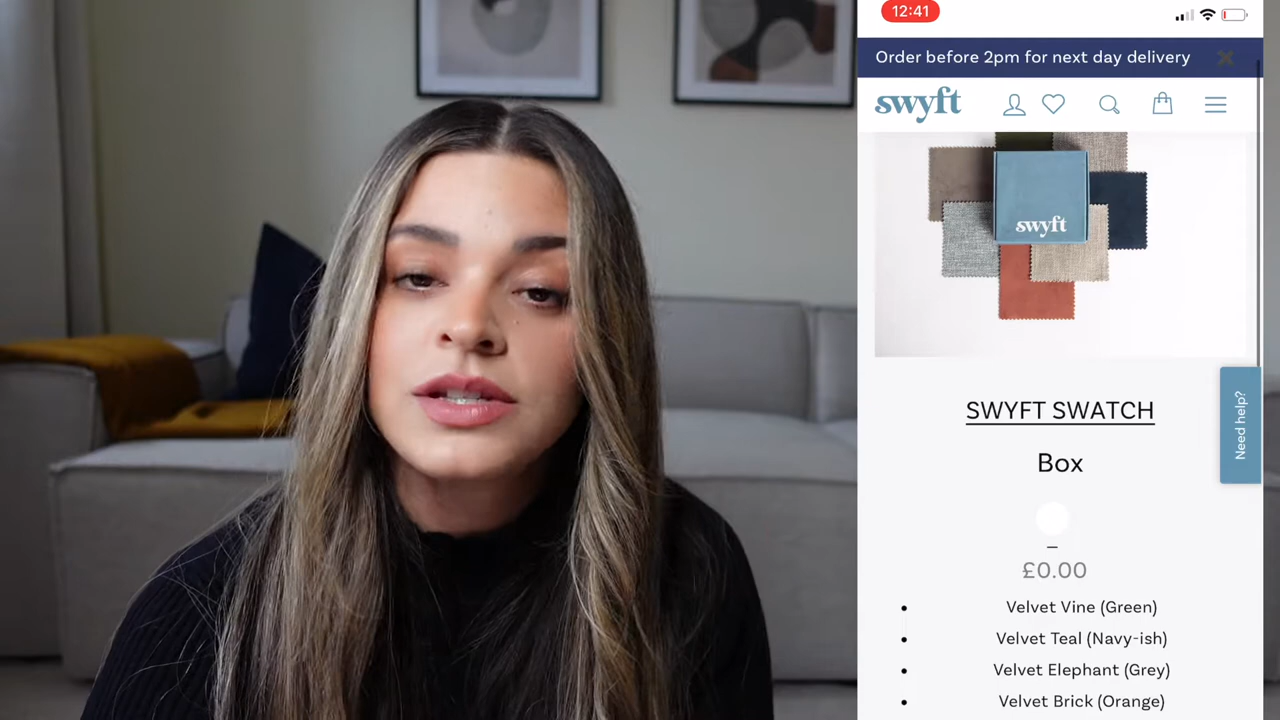 12:41
Order before 2pm for next day delivery
swyft
swyft
Need help?
SWYFT SWATCH
Box
£0.00
Velvet Vine (Green)
Velvet Teal (Navy-ish)
Velvet Elephant (Grey)
Velvet Brick (Orange)